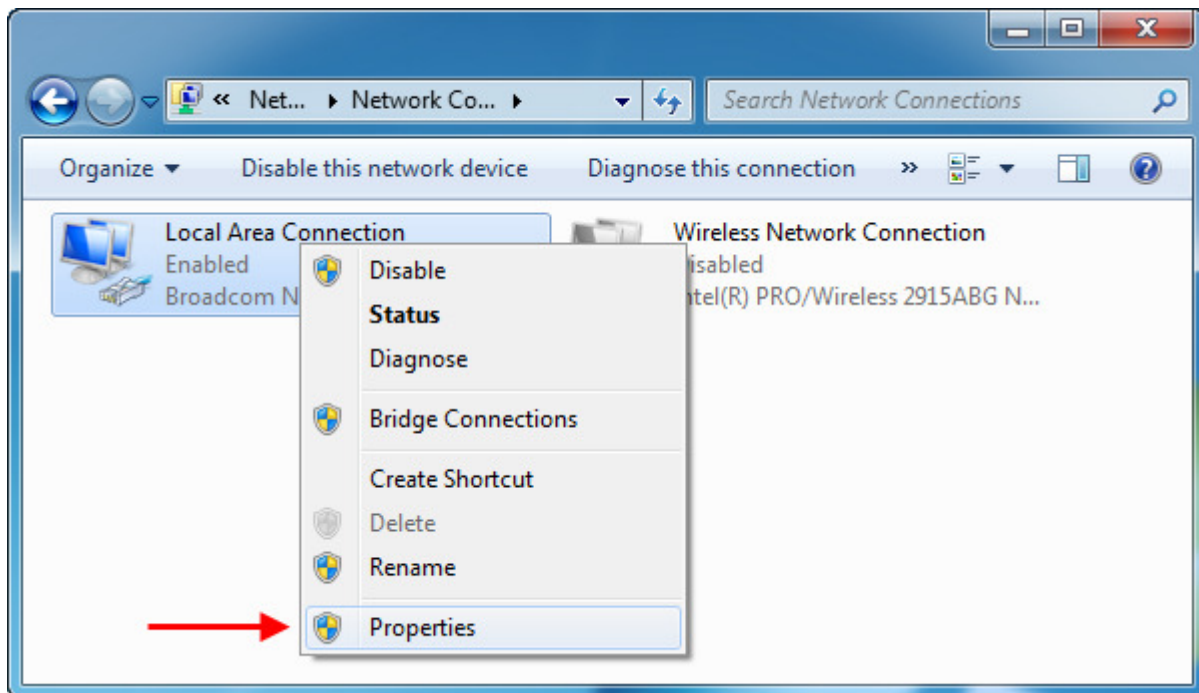 « Net... Network Co...
Search Network Connections
Organize Disable this network device Diagnose this connection »
Local Area Connection
Enabled
Broadcom N
Wireless Network Connection
isabled
ntel(R) PRO/Wireless 2915ABG N...
Disable
Status
Diagnose
Bridge Connections
Create Shortcut
Delete
Rename
Properties